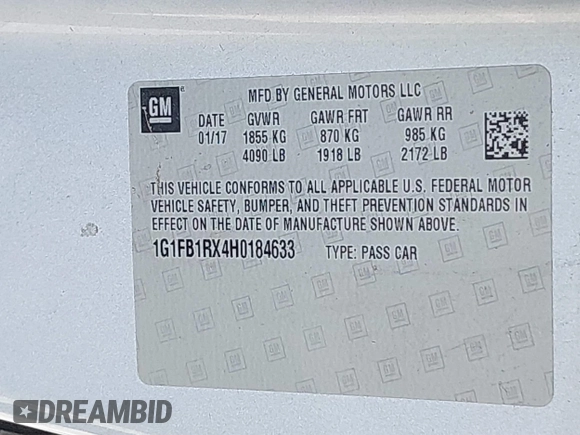 GM
MFD BY GENERAL MOTORS LLC
DATE GVWR GAWR FRT GAWR RR
01/17 1855 KG 870 KG 985 KG
4090 LB 1918 LB 2172 LB
THIS VEHICLE CONFORMS TO ALL APPLICABLE U.S. FEDERAL MOTOR
VEHICLE SAFETY, BUMPER, AND THEFT PREVENTION STANDARDS IN
EFFECT ON THE DATE OF MANUFACTURE SHOWN ABOVE.
1G1FB1RX4H0184633 TYPE: PASS CAR
DREAMBID